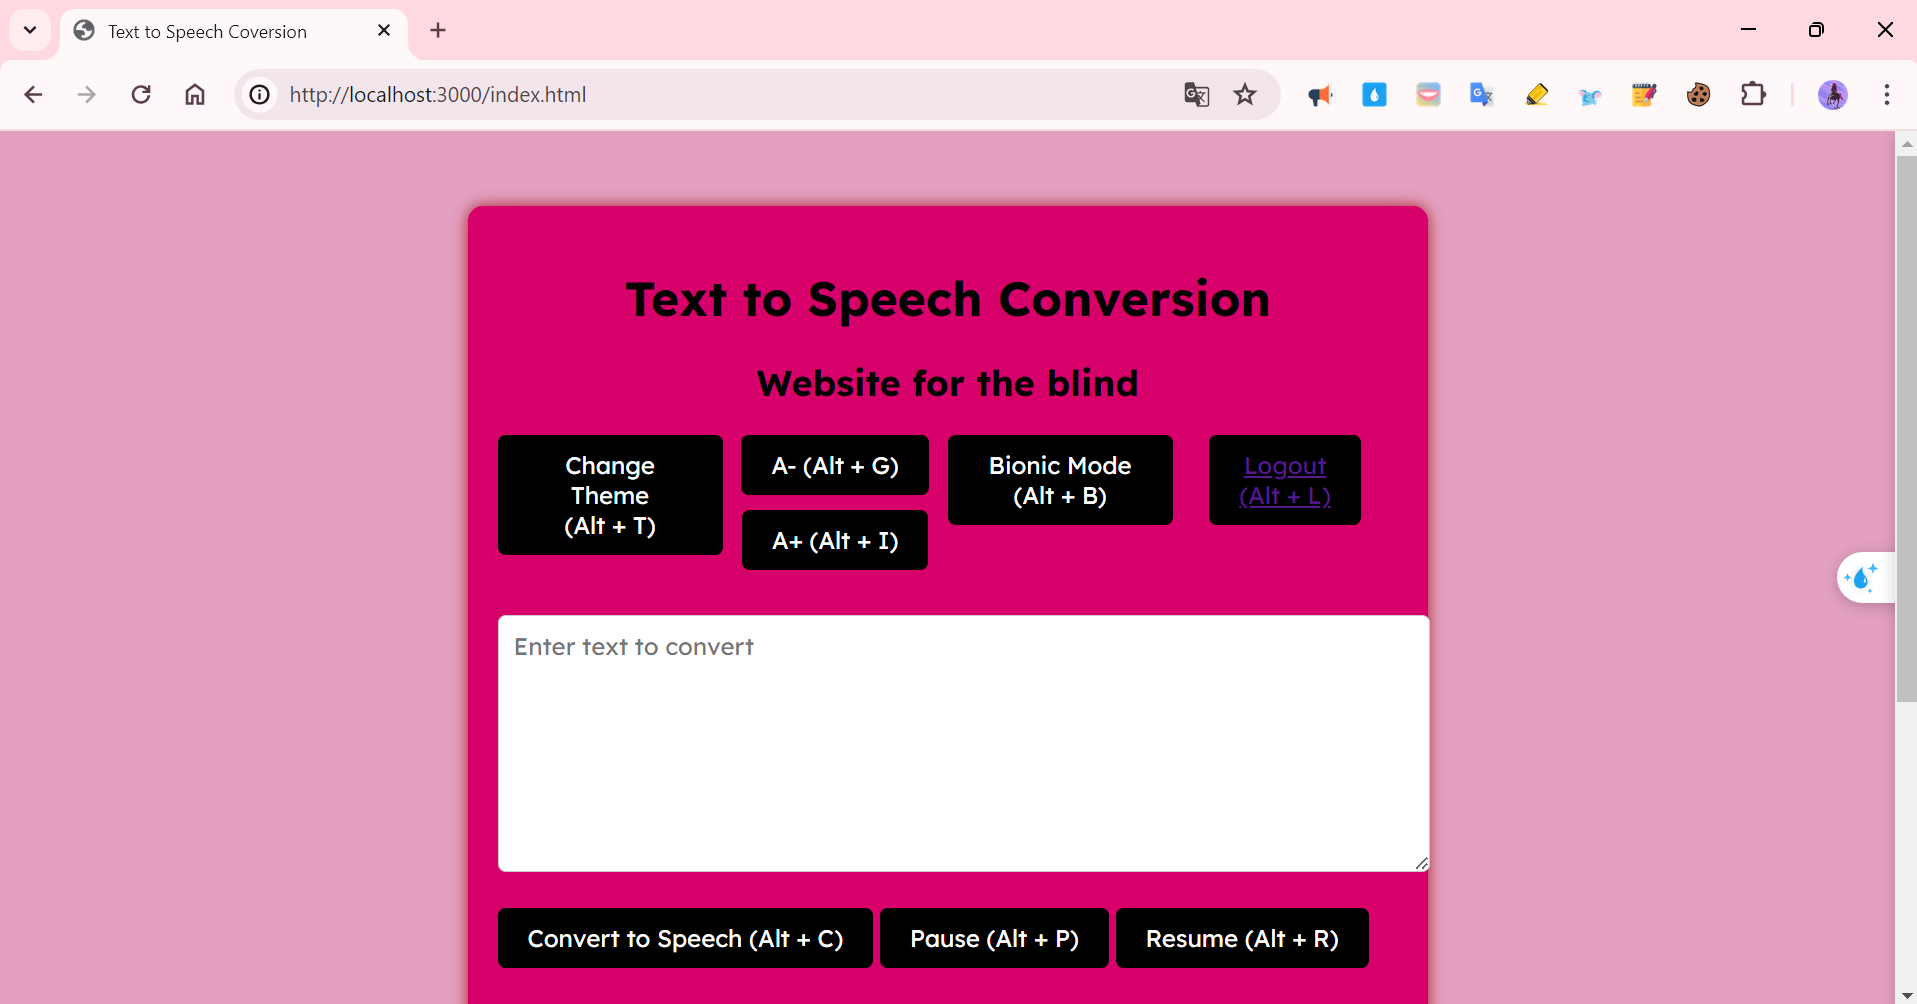 Text to Speech Coversion
http://localhost:3000/index.html
Text to Speech Conversion
Website for the blind
Change
Theme
(Alt + T)
A- (Alt + G)
A+ (Alt + I)
Bionic Mode
(Alt + B)
Logout
(Alt + L)
Enter text to convert
Convert to Speech (Alt + C)
Pause (Alt + P)
Resume (Alt + R)